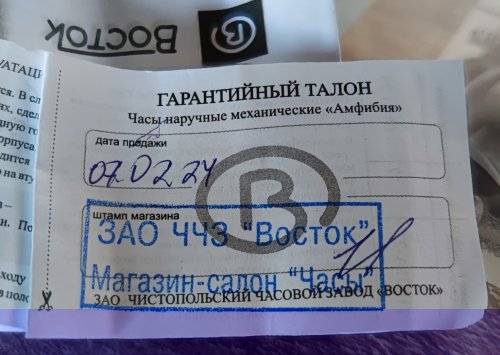 Восток
В
УАТАЦИ
ГАРАНТИЙНЫЙ ТАЛОН
Часы наручные механические «Амфибия»
дата продажи
07.02.24
штамп магазина
ЗАО ЧЧЗ "Восток"
Магазин-салон "Часы"
ЗАО ЧИСТОПОЛЬСКИЙ ЧАСОВОЙ ЗАВОД «ВОСТОК»